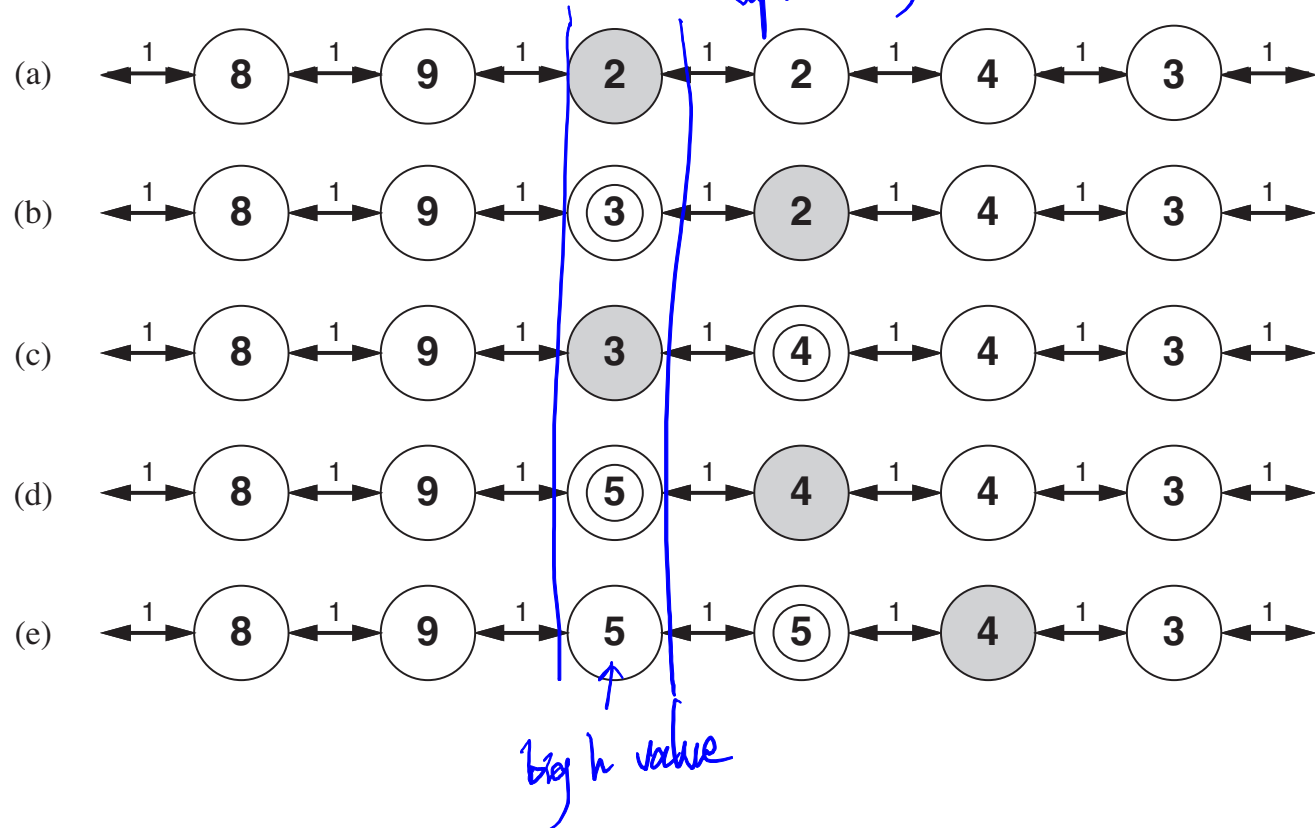 (a) 1 8 1 9 1 2 1 2 1 4 1 3 1
(b) 1 8 1 9 1 3 1 2 1 4 1 3 1
(c) 1 8 1 9 1 3 1 4 1 4 1 3 1
(d) 1 8 1 9 1 5 1 4 1 4 1 3 1
(e) 1 8 1 9 1 5 1 5 1 4 1 3 1
big h value